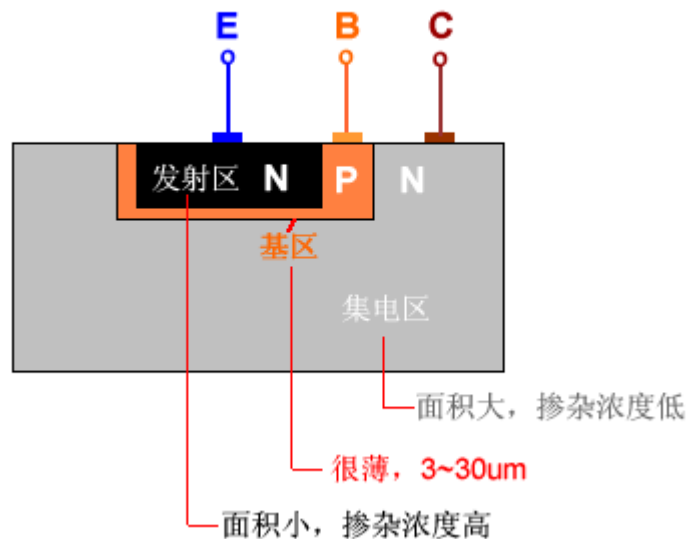 E B C
发射区 N P N
基区
集电区
面积大，掺杂浓度低
很薄，3~30um
面积小，掺杂浓度高